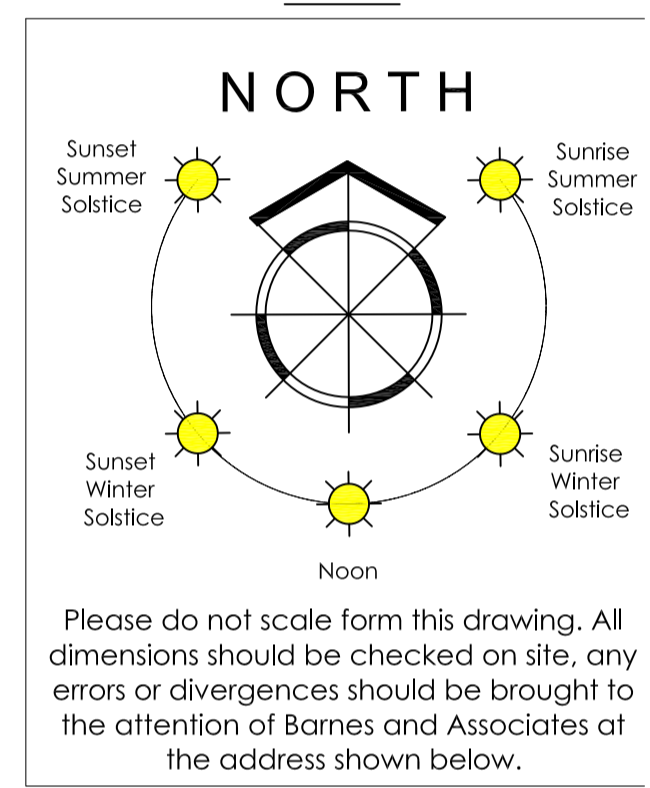 NORTH
Sunset
Summer
Solstice
Sunrise
Summer
Solstice
Sunset
Winter
Solstice
Sunrise
Winter
Solstice
Noon
Please do not scale form this drawing. All
dimensions should be checked on site, any
errors or divergences should be brought to
the attention of Barnes and Associates at
the address shown below.